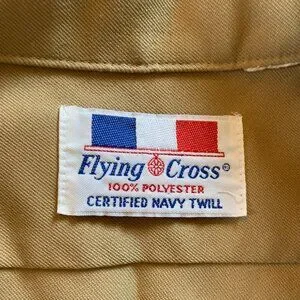 Flying Cross®
100% POLYESTER
CERTIFIED NAVY TWILL